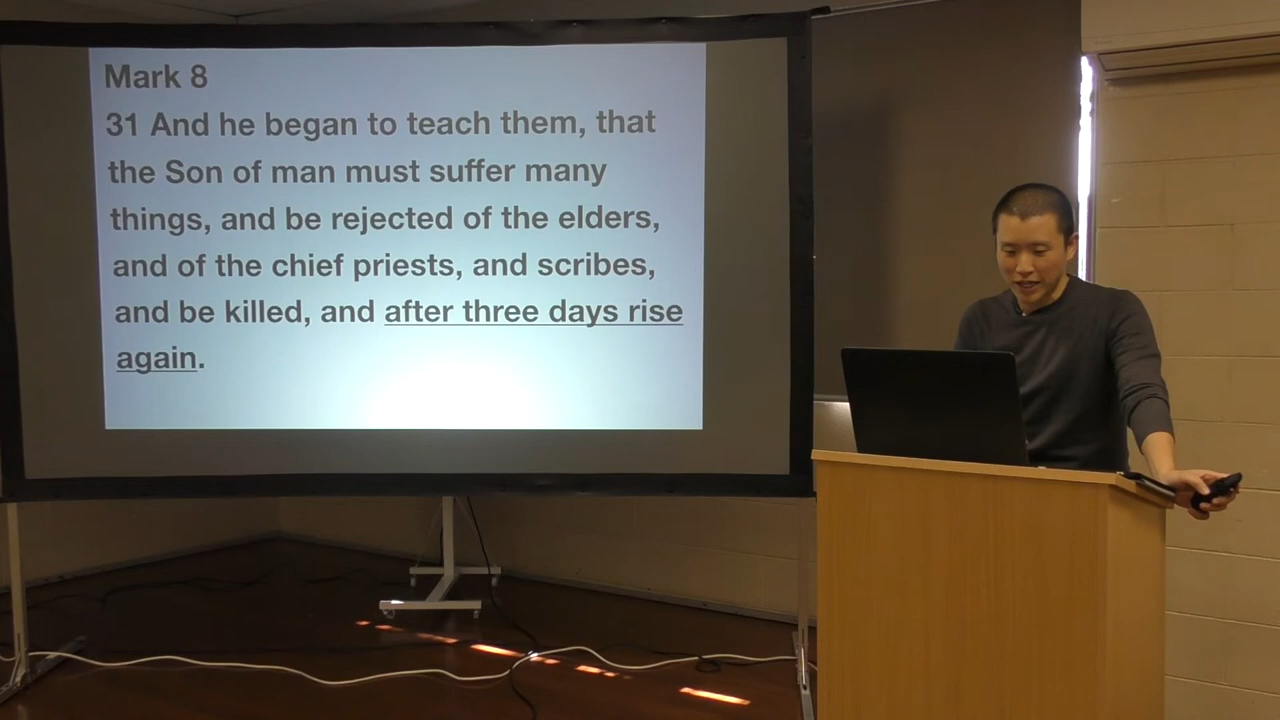 Mark 8
31 And he began to teach them, that
the Son of man must suffer many
things, and be rejected of the elders,
and of the chief priests, and scribes,
and be killed, and after three days rise
again.